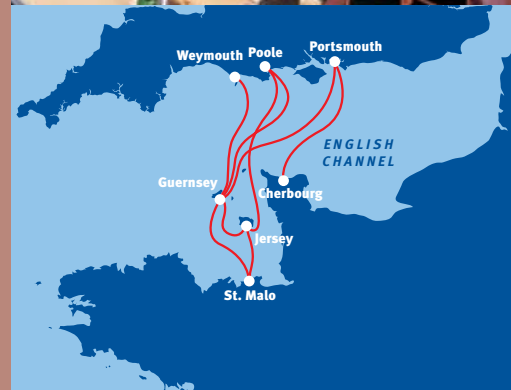 Weymouth
Poole
Portsmouth
ENGLISH
CHANNEL
Guernsey
Cherbourg
Jersey
St. Malo